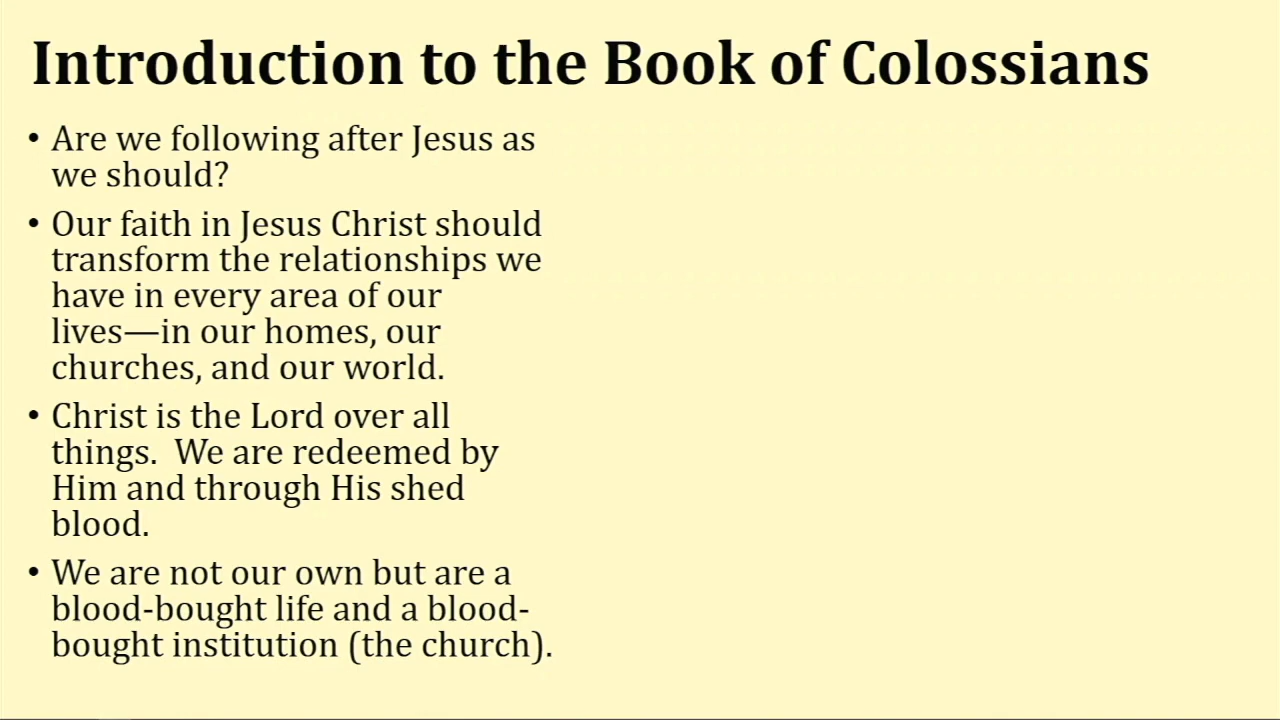 Introduction to the Book of Colossians
• Are we following after Jesus as
we should?
• Our faith in Jesus Christ should
transform the relationships we
have in every area of our
lives—in our homes, our
churches, and our world.
• Christ is the Lord over all
things.  We are redeemed by
Him and through His shed
blood.
• We are not our own but are a
blood-bought life and a blood-
bought institution (the church).